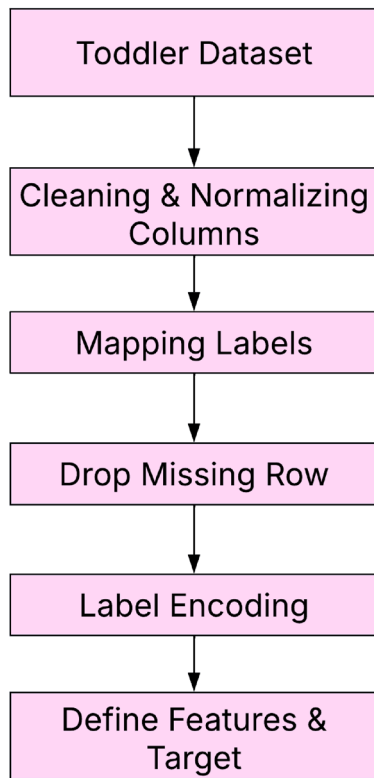 Toddler Dataset
Cleaning & Normalizing
Columns
Mapping Labels
Drop Missing Row
Label Encoding
Define Features &
Target